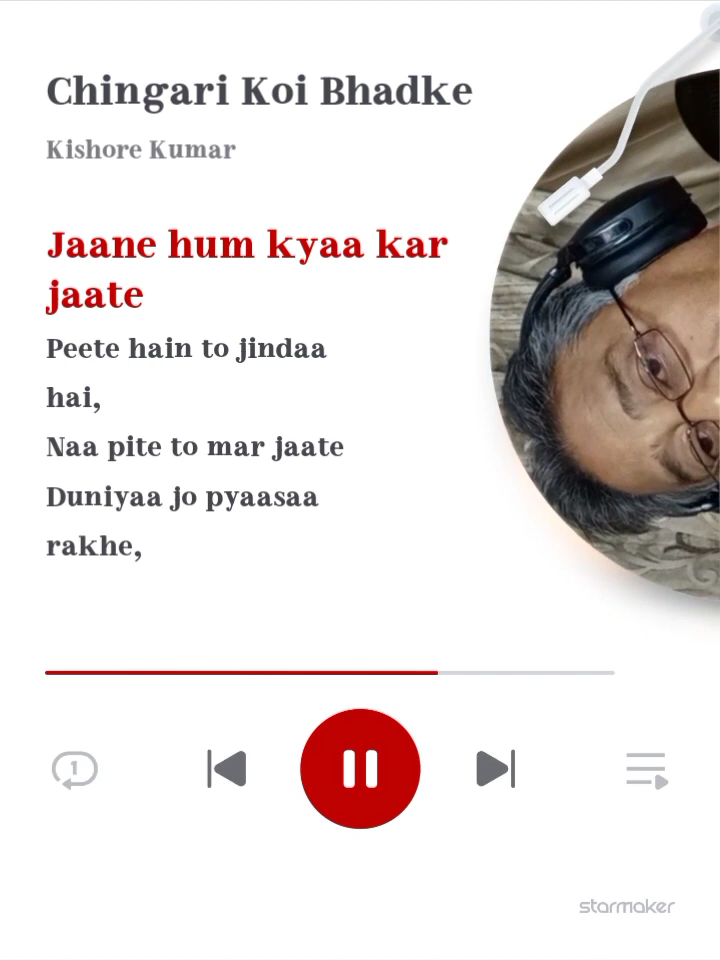 Chingari Koi Bhadke
Kishore Kumar
Jaane hum kyaa kar
jaate
Peete hain to jindaa
hai,
Naa pite to mar jaate
Duniyaa jo pyaasaa
rakhe,
1
starmaker